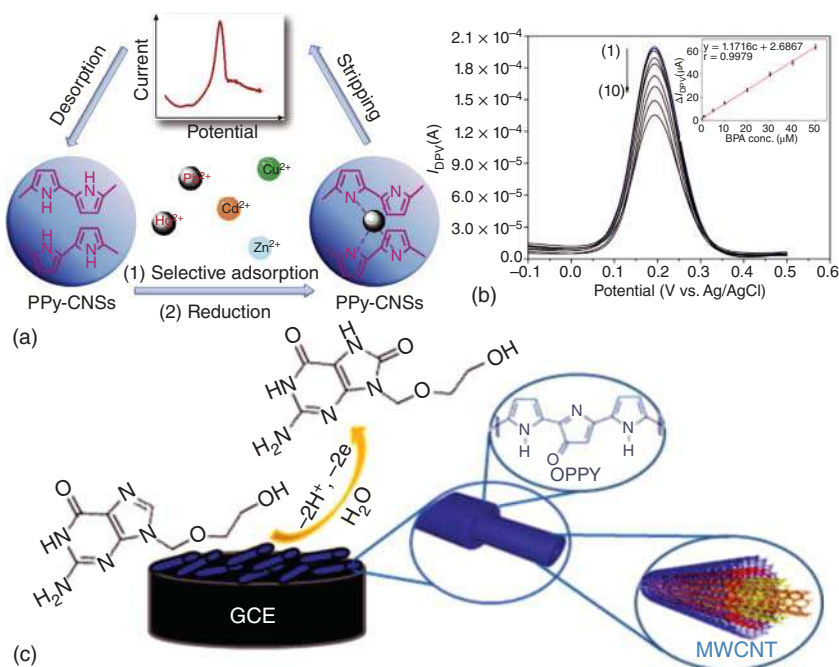 Desorption
Current
Potential
Stripping
NH
H
N
N
H
HN
PPy-CNSs
Pb2+
Cu2+
Hg2+
Cd2+
Zn2+
N
N
N
N
PPy-CNSs
(1) Selective adsorption
(2) Reduction
(a)
2.1 × 10⁻⁴
1.8 × 10⁻⁴
1.5 × 10⁻⁴
1.2 × 10⁻⁴
9.0 × 10⁻⁵
6.0 × 10⁻⁵
3.0 × 10⁻⁵
0.0
I_DPV(A)
(1)
(10)
−0.1 0.0 0.1 0.2 0.3 0.4 0.5 0.6
Potential (V vs. Ag/AgCl)
y = 1.1716c + 2.6867
r = 0.9979
60
40
20
0
ΔI_DPV(μA)
0 10 20 30 40 50
BPA conc. (μM)
(b)
O
HN
H₂N
N
N
H
N
O
O
OH
O
HN
H₂N
N
N
N
O
OH
−2H⁺, −2e
H₂O
GCE
N
H
N
N
H
O
OPPY
MWCNT
(c)